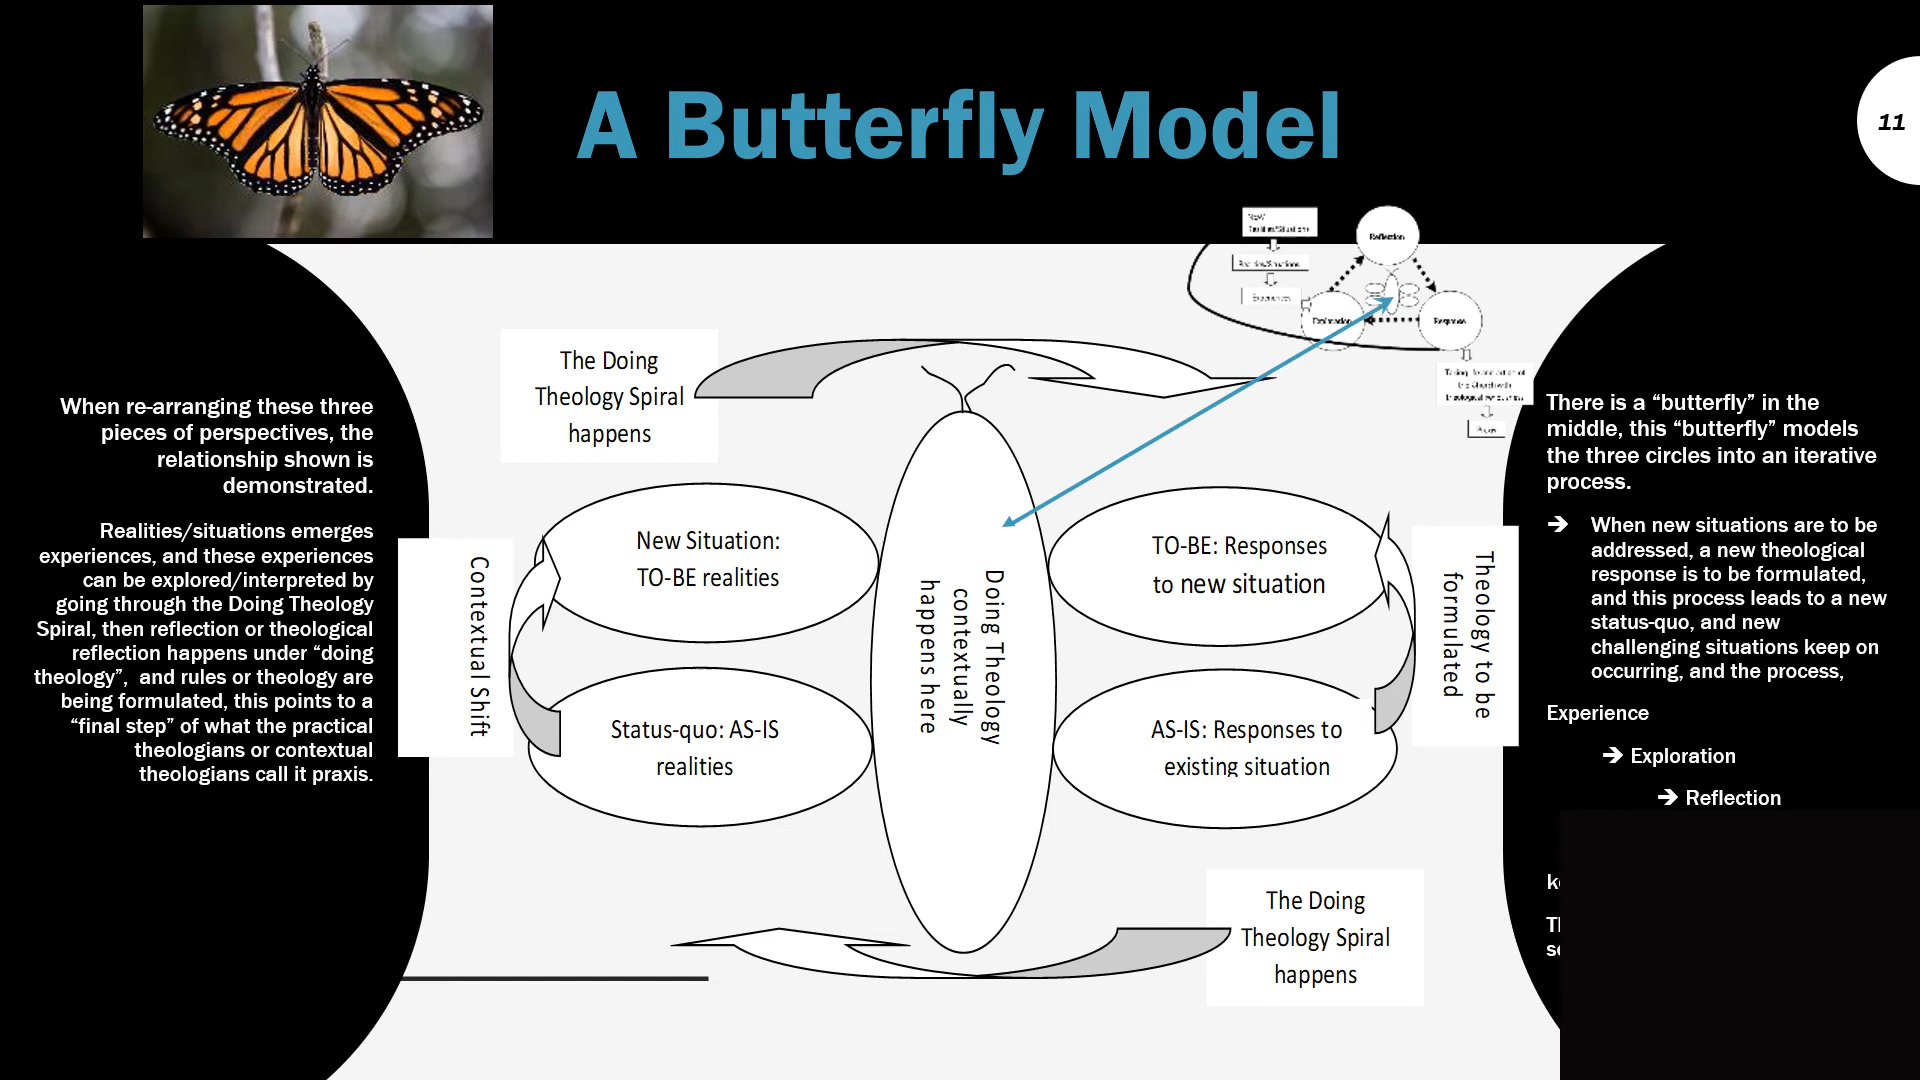 A Butterfly Model
11
When re-arranging these three
pieces of perspectives, the
relationship shown is
demonstrated.
Realities/situations emerges
experiences, and these experiences
can be explored/interpreted by
going through the Doing Theology
Spiral, then reflection or theological
reflection happens under “doing
theology”,  and rules or theology are
being formulated, this points to a
“final step” of what the practical
theologians or contextual
theologians call it praxis.
The Doing
Theology Spiral
happens
New Situation:
TO-BE realities
Contextual Shift
Status-quo: AS-IS
realities
Doing Theology
contextually
happens here
TO-BE: Responses
to new situation
AS-IS: Responses to
existing situation
Theology to be
formulated
The Doing
Theology Spiral
happens
NEW
Reflection
Response
There is a “butterfly” in the
middle, this “butterfly” models
the three circles into an iterative
process.
➔ When new situations are to be
addressed, a new theological
response is to be formulated,
and this process leads to a new
status-quo, and new
challenging situations keep on
occurring, and the process,
Experience
➔ Exploration
➔ Reflection